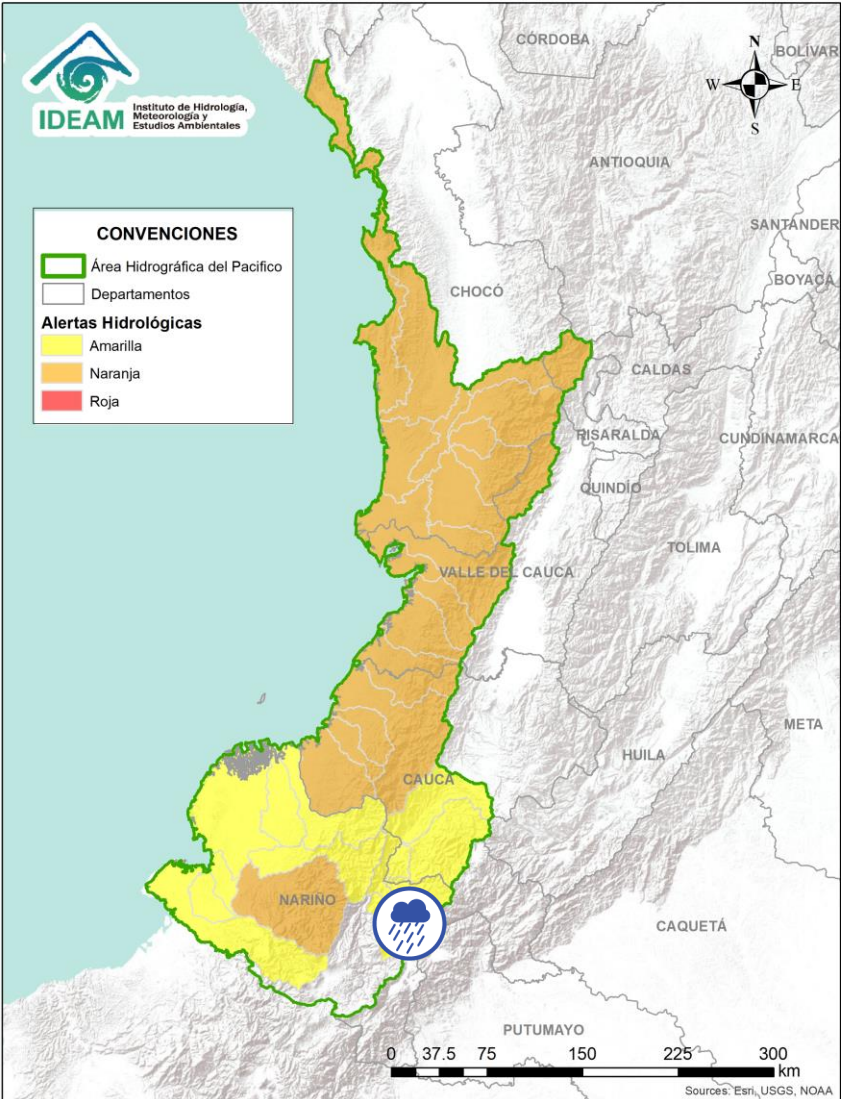 IDEAM
Instituto de Hidrología,
Meteorología y
Estudios Ambientales
N
W
E
S
CONVENCIONES
Área Hidrográfica del Pacifico
Departamentos
Alertas Hidrológicas
Amarilla
Naranja
Roja
CÓRDOBA
BOLÍVAR
ANTIOQUIA
SANTANDER
BOYACÁ
CHOCÓ
CALDAS
RISARALDA
CUNDINAMARCA
QUINDÍO
TOLIMA
VALLE DEL CAUCA
META
HUILA
CAUCA
NARIÑO
CAQUETÁ
PUTUMAYO
0 37.5 75 150 225 300
km
Sources: Esri, USGS, NOAA